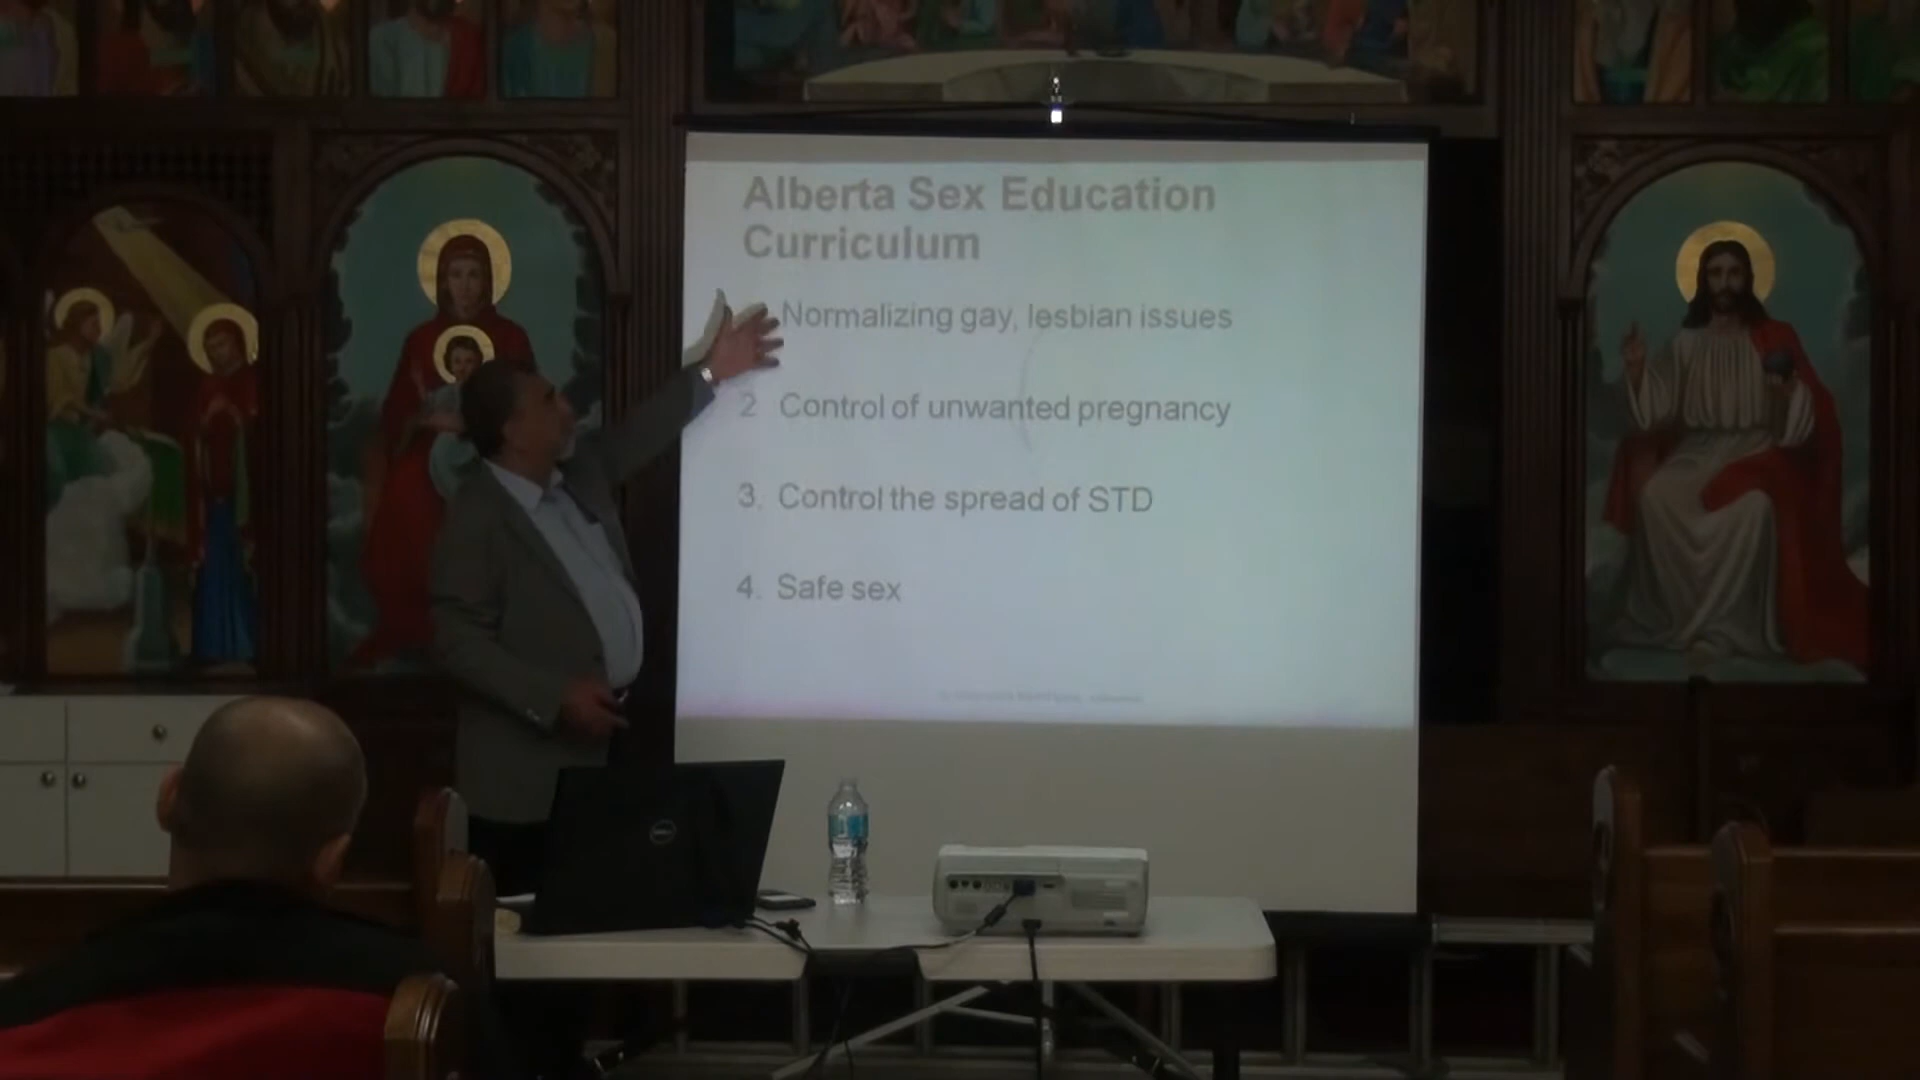 Alberta Sex Education
Curriculum
Normalizing gay, lesbian issues
2 Control of unwanted pregnancy
3. Control the spread of STD
4. Safe sex
DELL